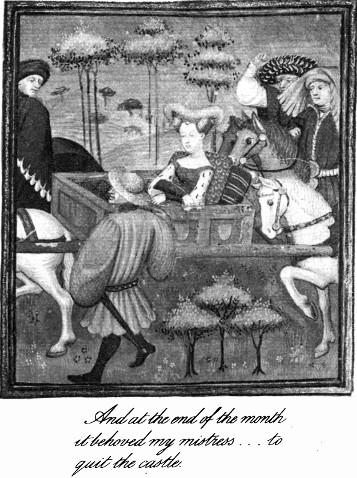 And at the end of the month
it behoved my mistress . . . to
quit the castle.